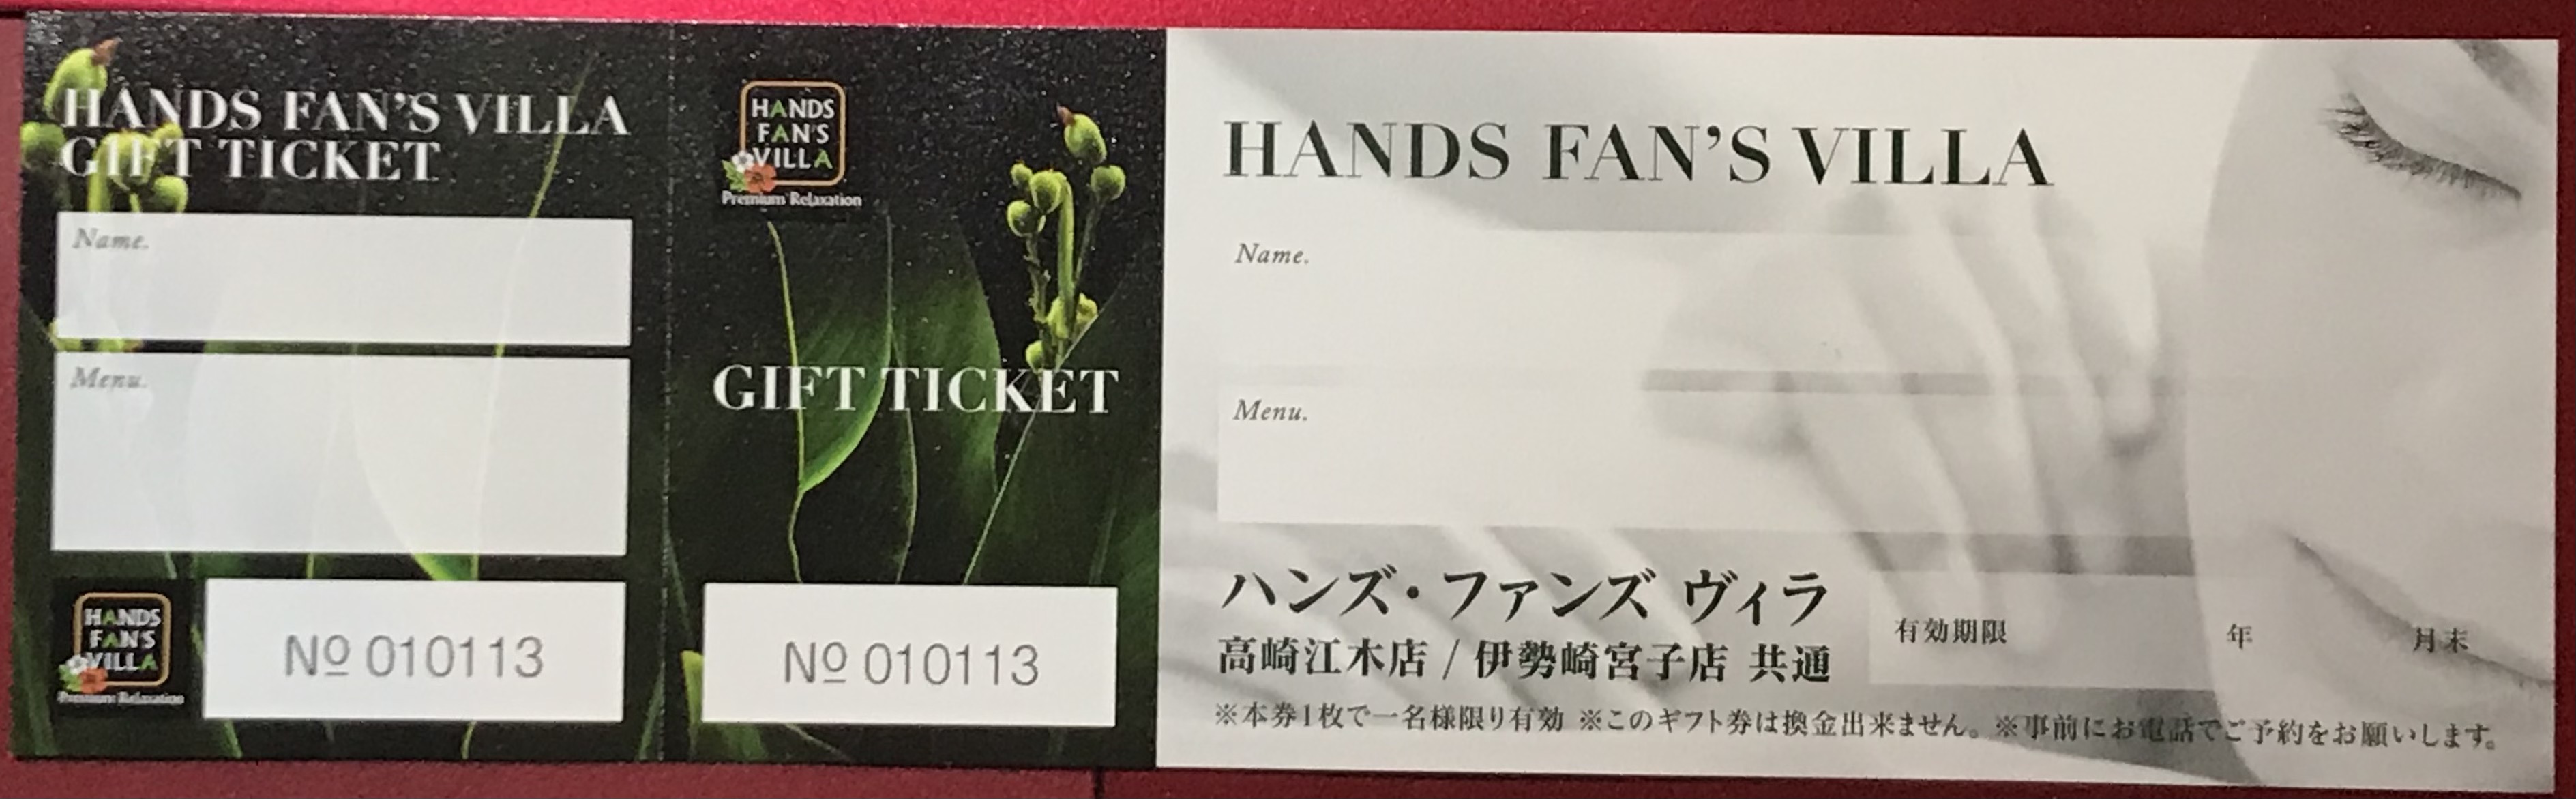 HANDS FAN'S VILLA
GIFT TICKET
Name.
Menu.
HANDS
FAN'S
VILLA
Premium Relaxation
№ 010113
HANDS
FAN'S
VILLA
Premium Relaxation
GIFT TICKET
№ 010113
HANDS FAN'S VILLA
Name.
Menu.
ハンズ・ファンズ ヴィラ
高崎江木店 / 伊勢崎宮子店 共通
有効期限 年 月末
※本券1枚で一名様限り有効 ※このギフト券は換金出来ません。※事前にお電話でご予約をお願いします。